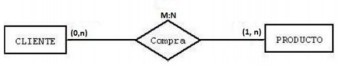 M:N
(0,n)
(1, n)
CLIENTE
Compra
PRODUCTO